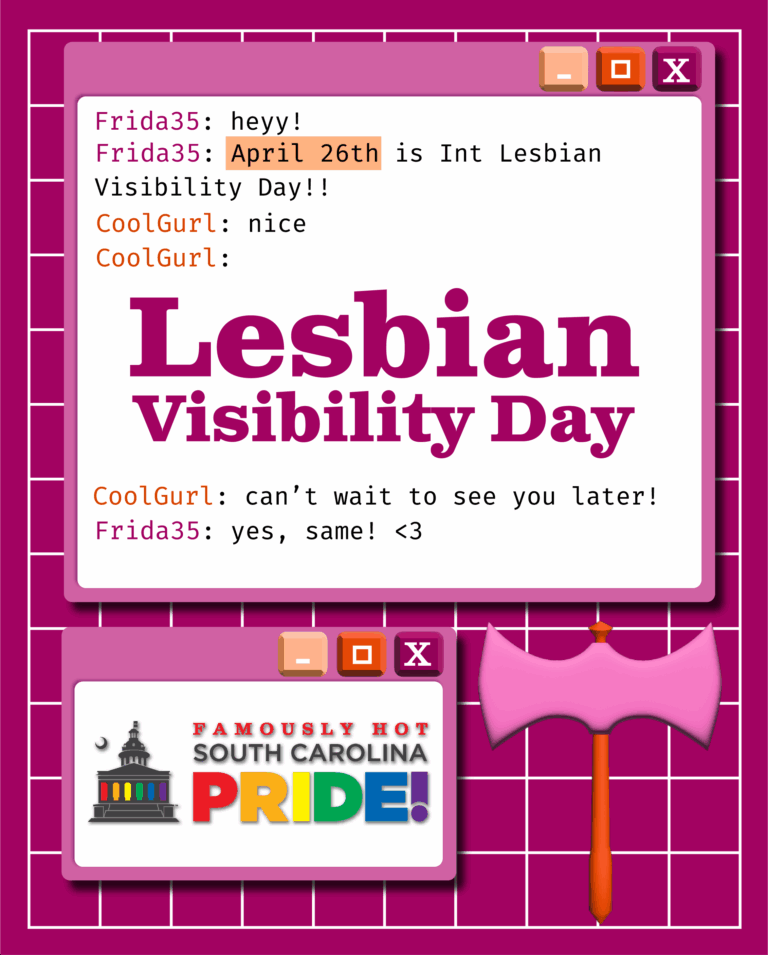 X
Frida35: heyy!
Frida35: April 26th is Int Lesbian
Visibility Day!!
CoolGurl: nice
CoolGurl:
Lesbian
Visibility Day
CoolGurl: can’t wait to see you later!
Frida35: yes, same! <3
X
FAMOUSLY HOT
SOUTH CAROLINA
PRIDE!